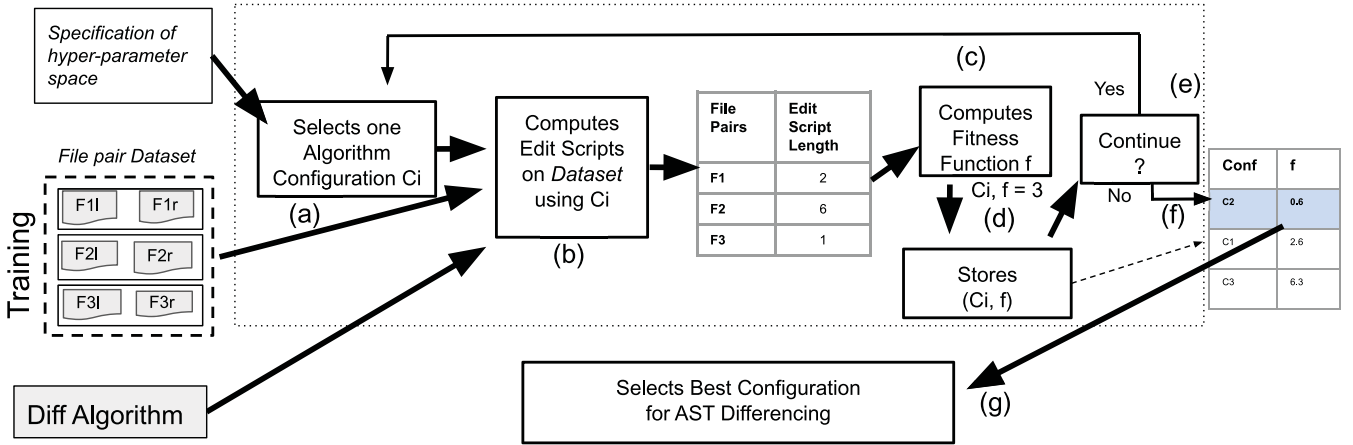 Specification of
hyper-parameter
space
File pair Dataset
F1l F1r
F2l F2r
F3l F3r
Training
Diff Algorithm
Selects one
Algorithm
Configuration Ci
(a)
Computes
Edit Scripts
on Dataset
using Ci
(b)
File Pairs
Edit Script Length
F1 2
F2 6
F3 1
(c)
Computes
Fitness
Function f
Ci, f = 3
(d)
Stores
(Ci, f)
Yes
(e)
Continue
?
No
(f)
Conf f
C2 0.6
C1 2.6
C3 6.3
Selects Best Configuration
for AST Differencing
(g)